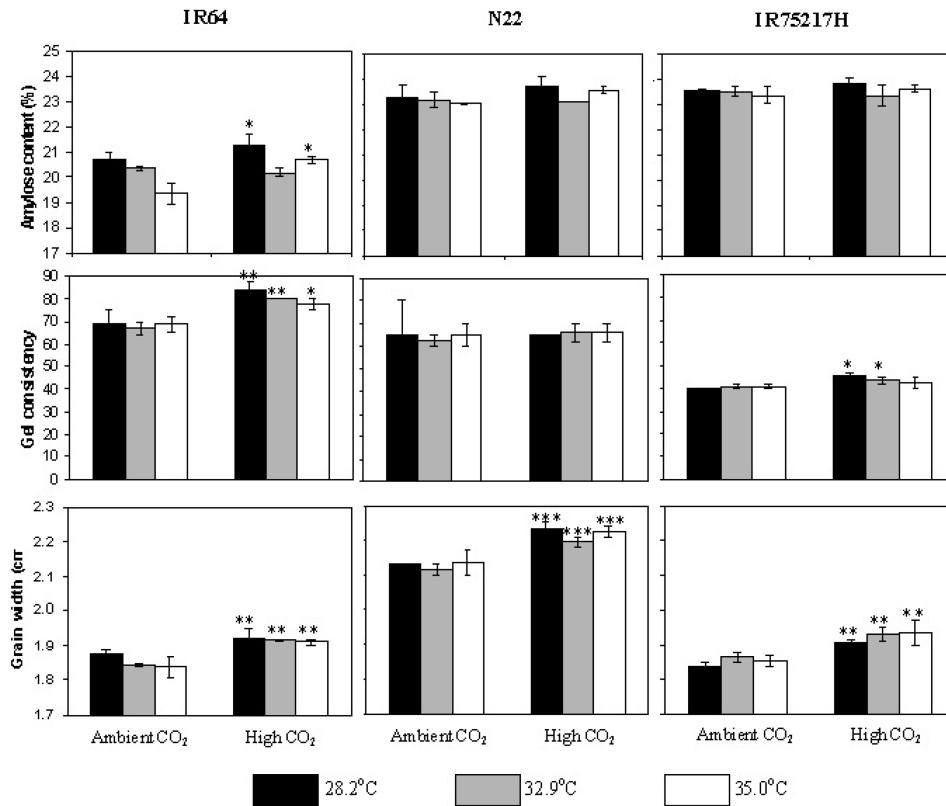 IR64 N22 IR75217H
Amylose content (%)
25
24
23
22
21
20
19
18
17
* *
Gel consistency
90
80
70
60
50
40
30
20
10
0
** ** *
* *
Grain width (cm
2.3
2.2
2.1
2.0
1.9
1.8
1.7
** ** **
*** *** ***
** ** **
Ambient CO₂ High CO₂ Ambient CO₂ High CO₂ Ambient CO₂ High CO₂
28.2°C 32.9°C 35.0°C